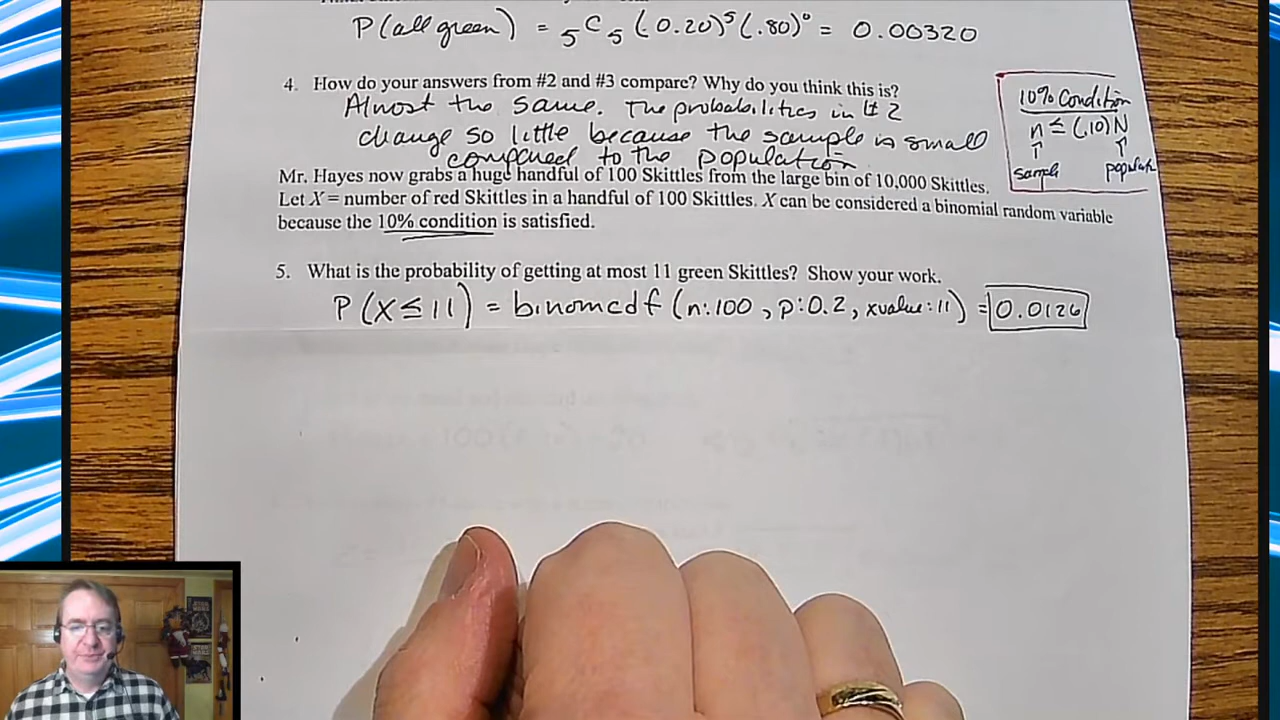 P(all green) = ₅C₅ (0.20)⁵(.80)⁰ = 0.00320
4. How do your answers from #2 and #3 compare? Why do you think this is?
Almost the same. The probabilities in # 2
change so little because the sample is small
compared to the population
10% Condition
n ≤ (.10)N
↑ ↑
sample
Mr. Hayes now grabs a huge handful of 100 Skittles from the large bin of 10,000 Skittles.
Let X = number of red Skittles in a handful of 100 Skittles. X can be considered a binomial random variable
because the 10% condition is satisfied.
5. What is the probability of getting at most 11 green Skittles? Show your work.
P(X ≤ 11) = binomcdf (n:100, p:0.2, xvalue:11) = 0.0126